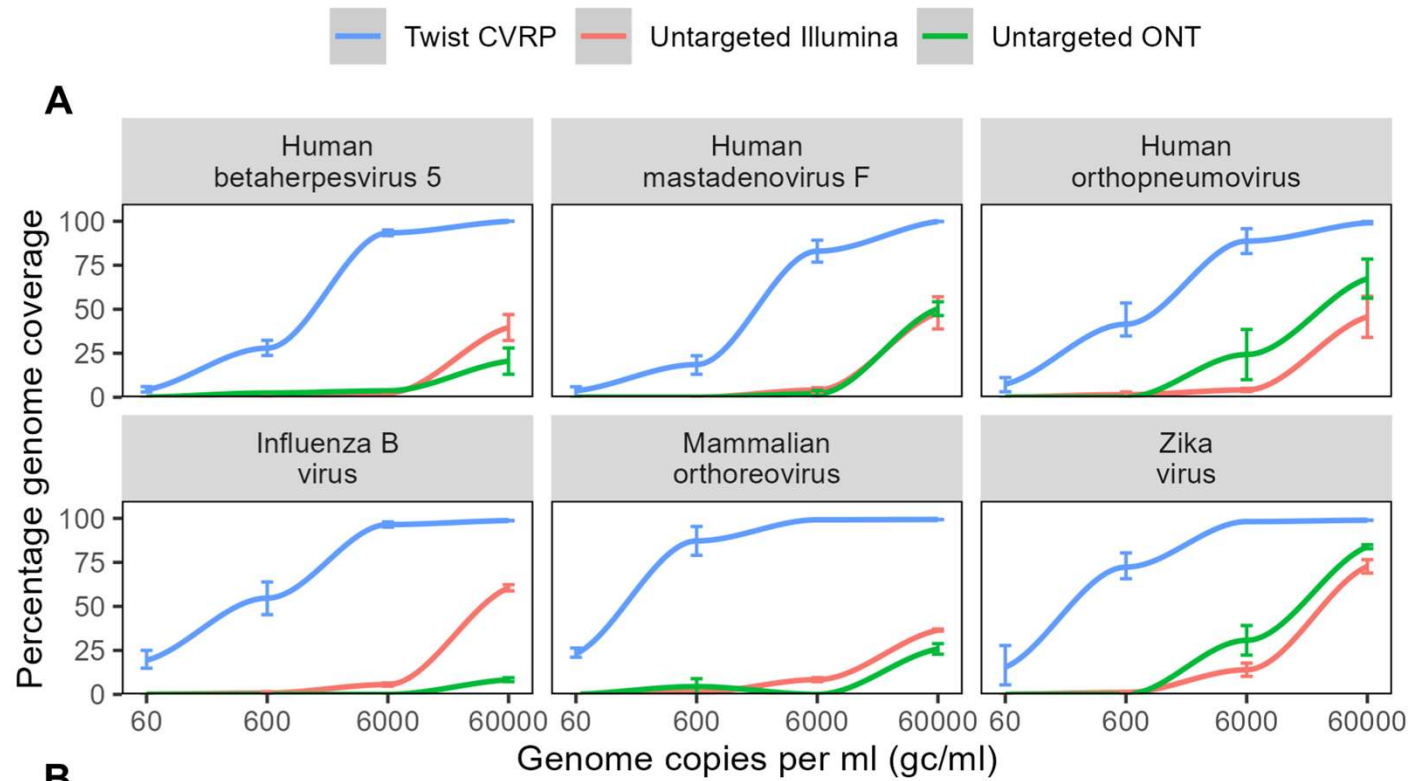 Twist CVRP Untargeted Illumina Untargeted ONT
A
Human
betaherpesvirus 5
Human
mastadenovirus F
Human
orthopneumovirus
Percentage genome coverage
100
75
50
25
0
Influenza B
virus
Mammalian
orthoreovirus
Zika
virus
100
75
50
25
0
60 600 6000 60000 60 600 6000 60000 60 600 6000 60000
Genome copies per ml (gc/ml)
B